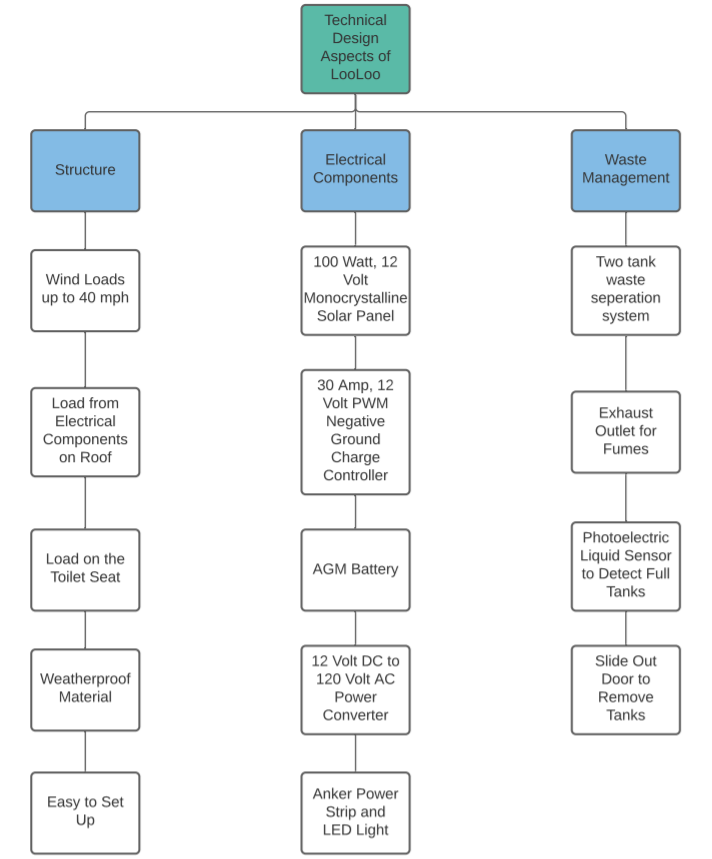 Technical
Design
Aspects of
LooLoo
Structure
Electrical
Components
Waste
Management
Wind Loads
up to 40 mph
100 Watt, 12
Volt
Monocrystalline
Solar Panel
Two tank
waste
seperation
system
Load from
Electrical
Components
on Roof
30 Amp, 12
Volt PWM
Negative
Ground
Charge
Controller
Exhaust
Outlet for
Fumes
Load on the
Toilet Seat
AGM Battery
Photoelectric
Liquid Sensor
to Detect Full
Tanks
Weatherproof
Material
12 Volt DC to
120 Volt AC
Power
Converter
Slide Out
Door to
Remove
Tanks
Easy to Set
Up
Anker Power
Strip and
LED Light